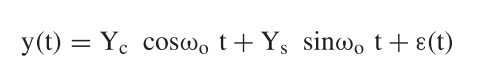 y(t) = Y_c cosω_o t + Y_s sinω_o t + ε(t)